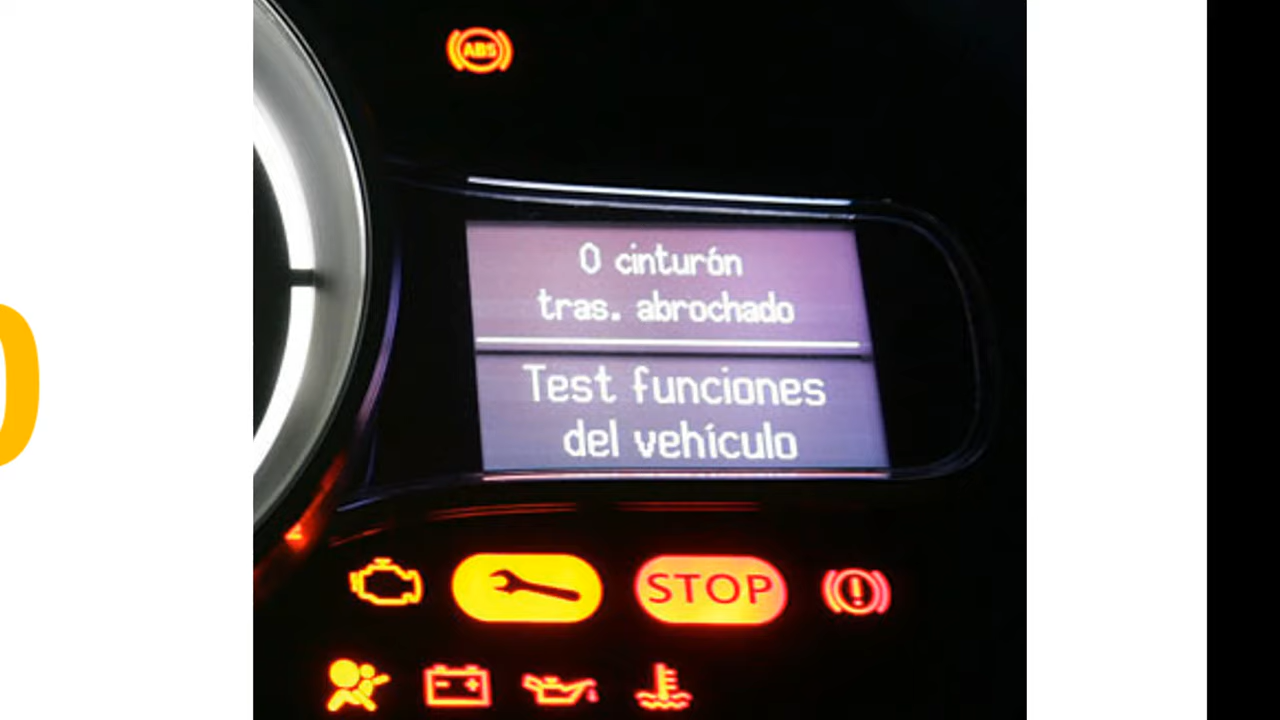 ABS
0 cinturón
tras. abrochado
Test funciones
del vehículo
STOP